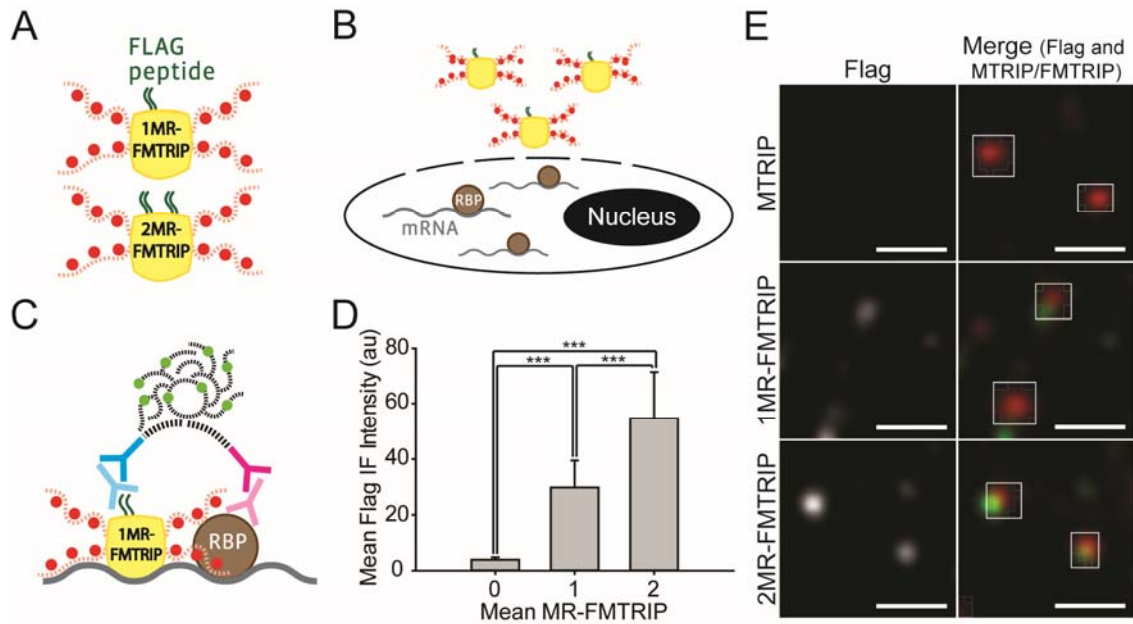 A
FLAG
peptide
1MR-
FMTRIP
2MR-
FMTRIP
B
RBP
mRNA
Nucleus
C
1MR-
FMTRIP
RBP
D
Mean Flag IF Intensity (au)
80
60
40
20
0
***
***
***
0
1
2
Mean MR-FMTRIP
E
Flag
Merge (Flag and
MTRIP/FMTRIP)
MTRIP
1MR-FMTRIP
2MR-FMTRIP